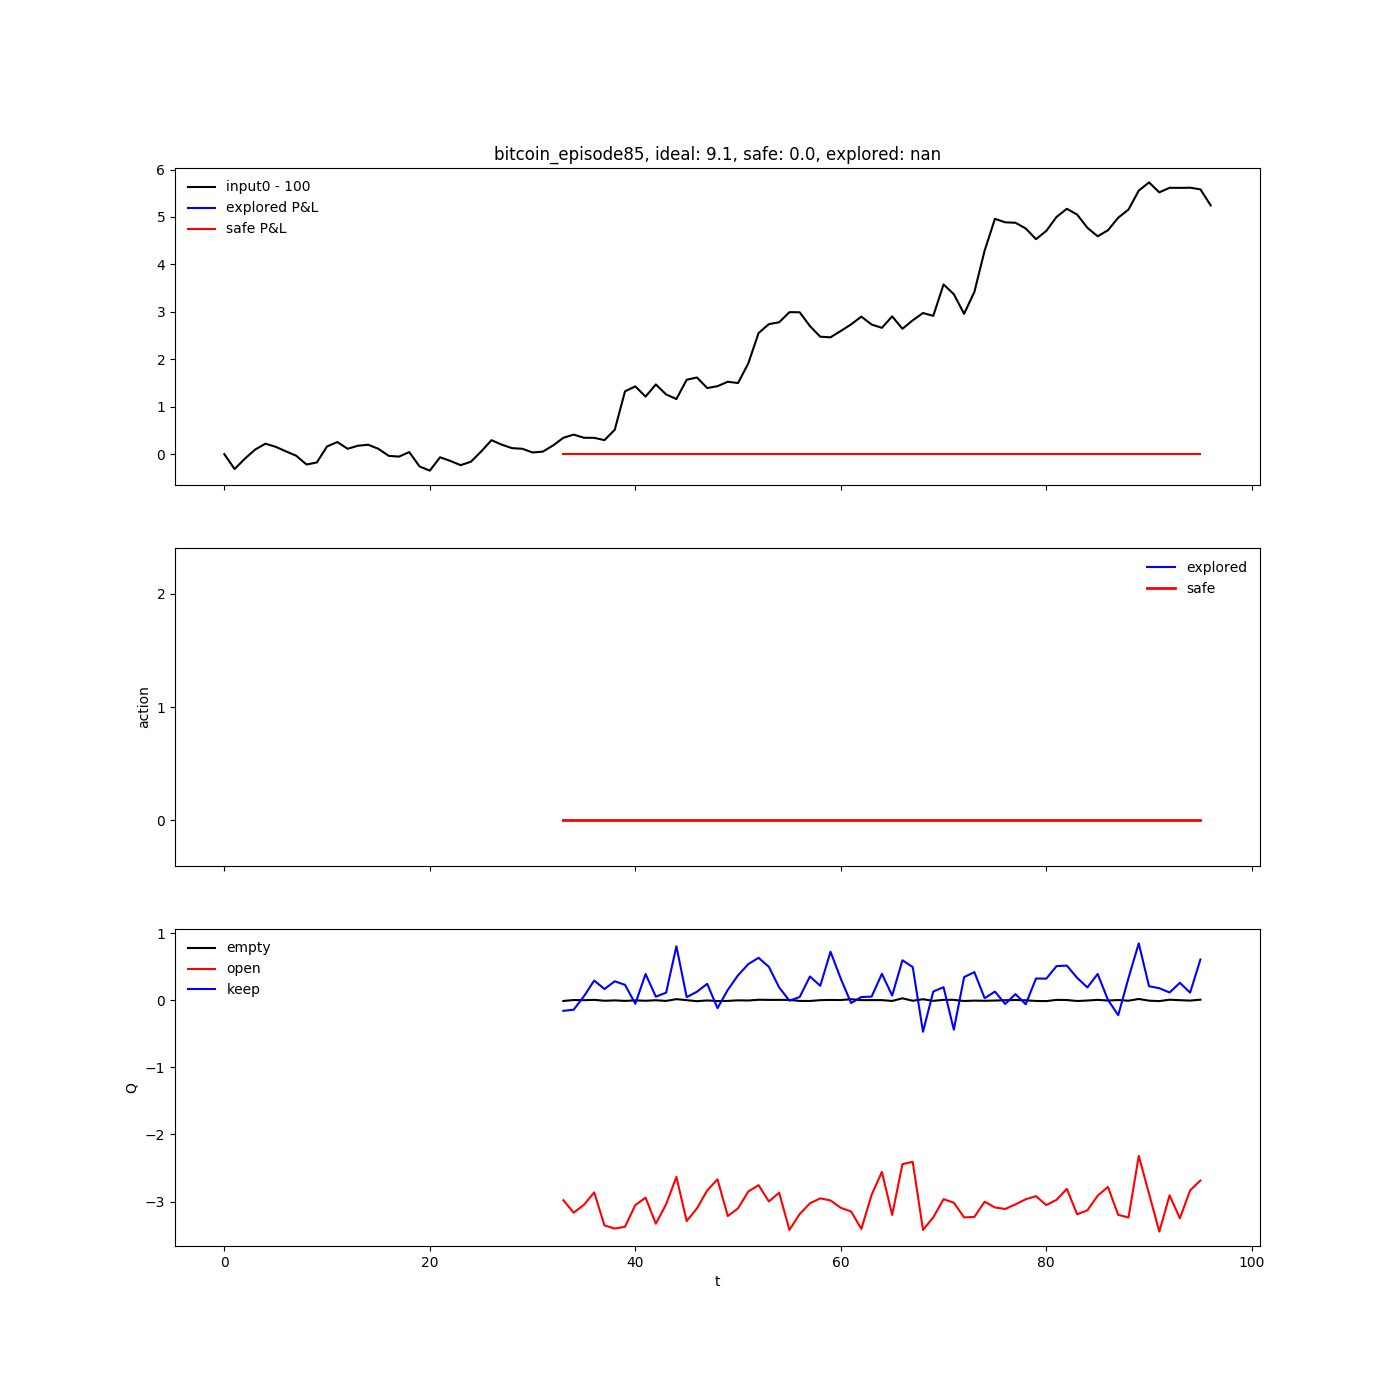 bitcoin_episode85, ideal: 9.1, safe: 0.0, explored: nan
6
5
4
3
2
1
0
input0 - 100
explored P&L
safe P&L
action
2
1
0
explored
safe
Q
1
0
−1
−2
−3
empty
open
keep
0
20
40
60
80
100
t